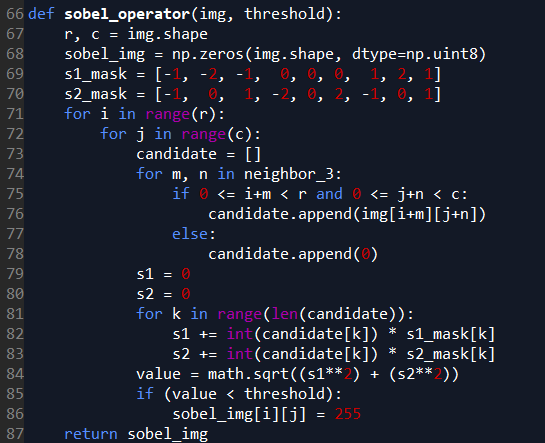 66 def sobel_operator(img, threshold):
67     r, c = img.shape
68     sobel_img = np.zeros(img.shape, dtype=np.uint8)
69     s1_mask = [-1, -2, -1,  0, 0, 0,  1, 2, 1]
70     s2_mask = [-1,  0,  1, -2, 0, 2, -1, 0, 1]
71     for i in range(r):
72         for j in range(c):
73             candidate = []
74             for m, n in neighbor_3:
75                 if 0 <= i+m < r and 0 <= j+n < c:
76                     candidate.append(img[i+m][j+n])
77                 else:
78                     candidate.append(0)
79             s1 = 0
80             s2 = 0
81             for k in range(len(candidate)):
82                 s1 += int(candidate[k]) * s1_mask[k]
83                 s2 += int(candidate[k]) * s2_mask[k]
84             value = math.sqrt((s1**2) + (s2**2))
85             if (value < threshold):
86                 sobel_img[i][j] = 255
87     return sobel_img